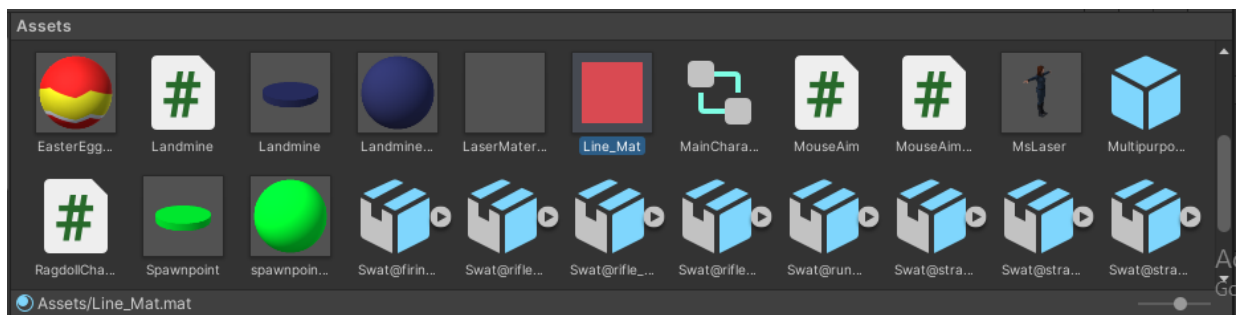 Assets
EasterEgg... Landmine Landmine Landmine... LaserMater... Line_Mat MainChara... MouseAim MouseAim... MsLaser Multipurpo...
RagdollCha... Spawnpoint spawnpoin... Swat@firin... Swat@rifle... Swat@rifle_... Swat@rifle... Swat@run... Swat@stra... Swat@stra... Swat@stra...
Assets/Line_Mat.mat